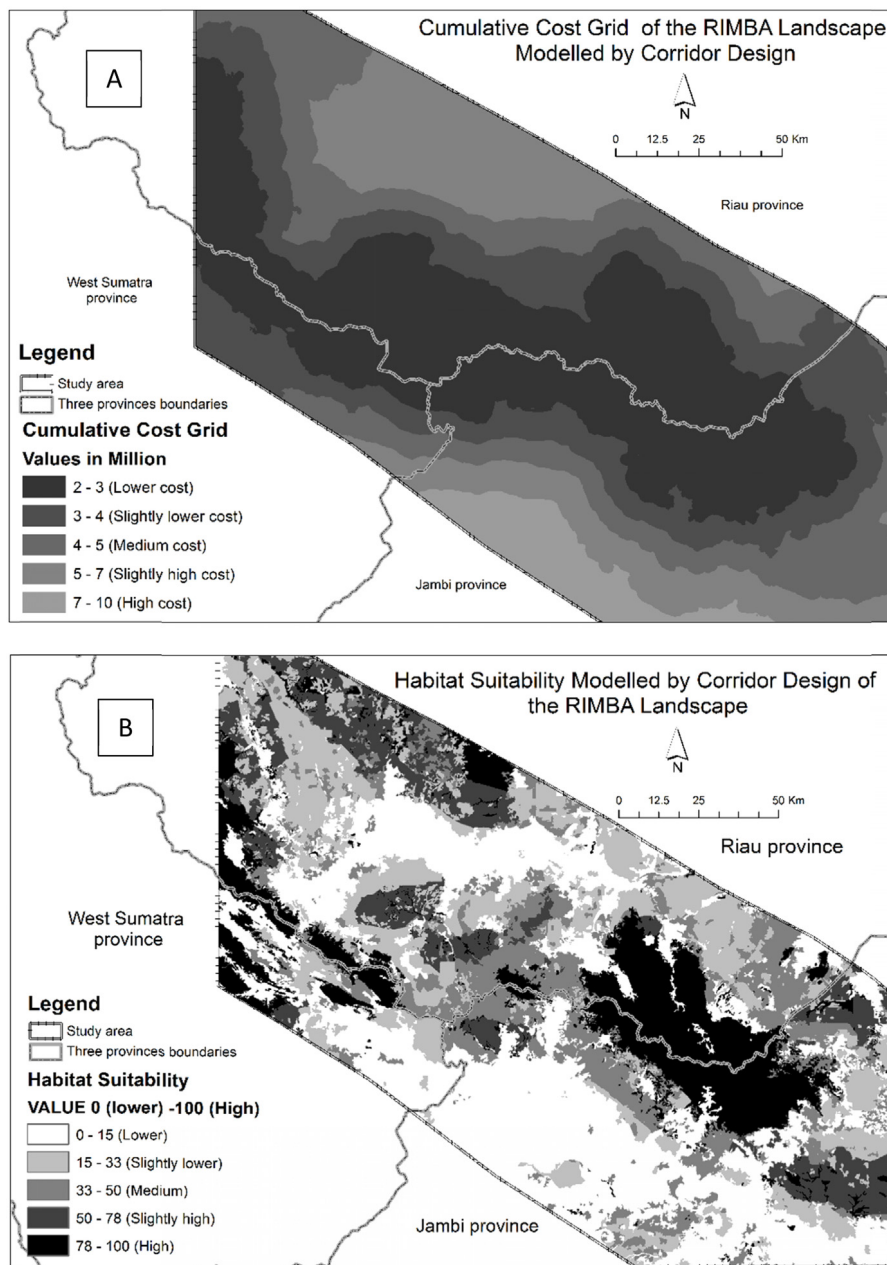 A
Cumulative Cost Grid of the RIMBA Landscape
Modelled by Corridor Design
N
0 12.5 25 50 Km
Riau province
West Sumatra
province
Legend
Study area
Three provinces boundaries
Cumulative Cost Grid
Values in Million
2 - 3 (Lower cost)
3 - 4 (Slightly lower cost)
4 - 5 (Medium cost)
5 - 7 (Slightly high cost)
7 - 10 (High cost)
Jambi province
B
Habitat Suitability Modelled by Corridor Design of
the RIMBA Landscape
N
0 12.5 25 50 Km
Riau province
West Sumatra
province
Legend
Study area
Three provinces boundaries
Habitat Suitability
VALUE 0 (lower) -100 (High)
0 - 15 (Lower)
15 - 33 (Slightly lower)
33 - 50 (Medium)
50 - 78 (Slightly high)
78 - 100 (High)
Jambi province